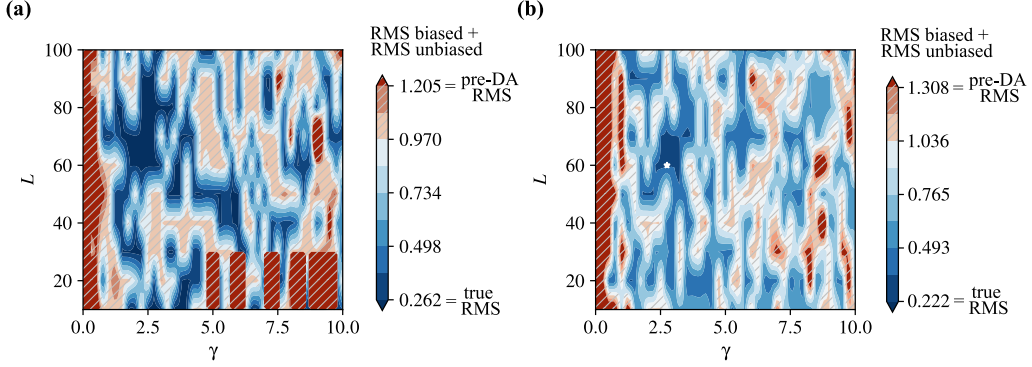 (a)
RMS biased +
RMS unbiased
100
80
60
40
20
L
0.0
2.5
5.0
7.5
10.0
γ
1.205 = pre-DA
RMS
0.970
0.734
0.498
0.262 = true
RMS
(b)
RMS biased +
RMS unbiased
100
80
60
40
20
L
0.0
2.5
5.0
7.5
10.0
γ
1.308 = pre-DA
RMS
1.036
0.765
0.493
0.222 = true
RMS